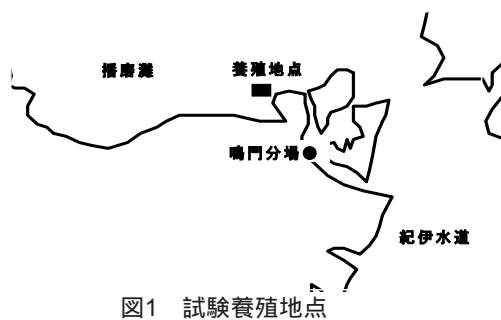 播磨灘
養殖地点
鳴門分場
紀伊水道
図1 試験養殖地点